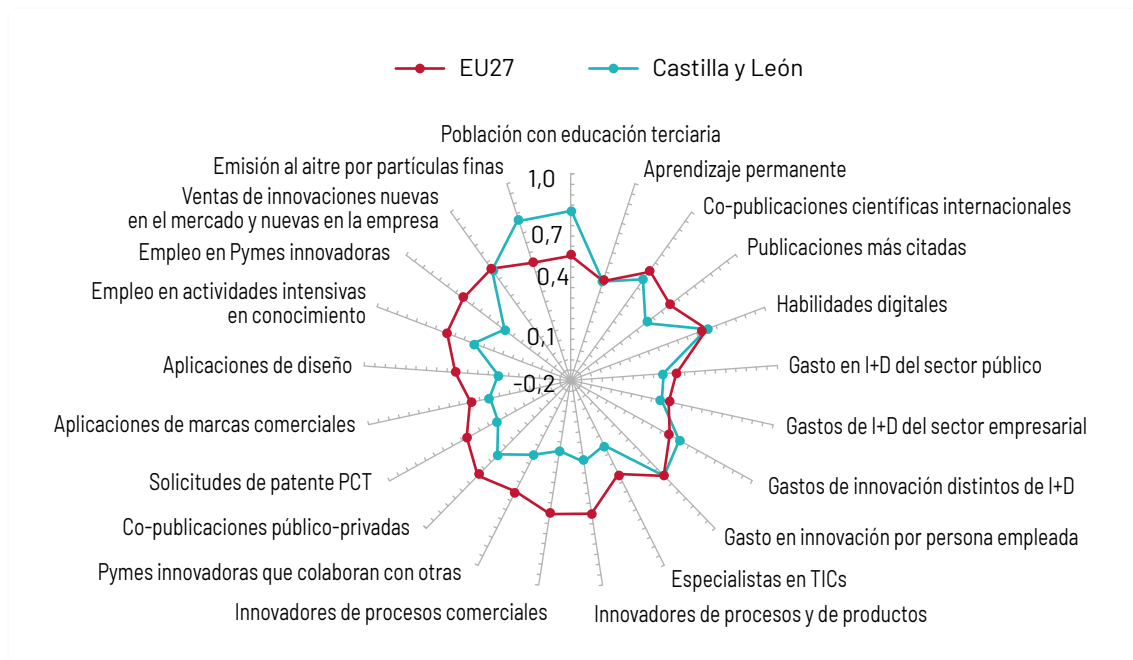 EU27
Castilla y León
Población con educación terciaria
Emisión al aitre por partículas finas
Aprendizaje permanente
1,0
Ventas de innovaciones nuevas
en el mercado y nuevas en la empresa
Co-publicaciones científicas internacionales
0,7
Empleo en Pymes innovadoras
Publicaciones más citadas
0,4
Empleo en actividades intensivas
en conocimiento
Habilidades digitales
0,1
Aplicaciones de diseño
Gasto en I+D del sector público
-0,2
Aplicaciones de marcas comerciales
Gastos de I+D del sector empresarial
Solicitudes de patente PCT
Gastos de innovación distintos de I+D
Co-publicaciones público-privadas
Gasto en innovación por persona empleada
Pymes innovadoras que colaboran con otras
Especialistas en TICs
Innovadores de procesos comerciales
Innovadores de procesos y de productos